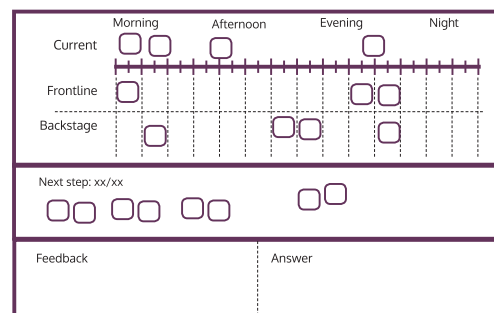 Morning Afternoon Evening Night
Current
Frontline
Backstage
Next step: xx/xx
Feedback Answer